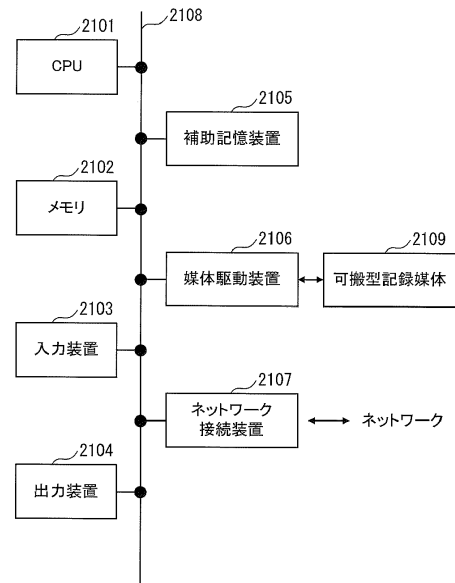 2108
2101
CPU
2105
補助記憶装置
2102
メモリ
2106
媒体駆動装置
2109
可搬型記録媒体
2103
入力装置
2107
ネットワーク
接続装置
ネットワーク
2104
出力装置